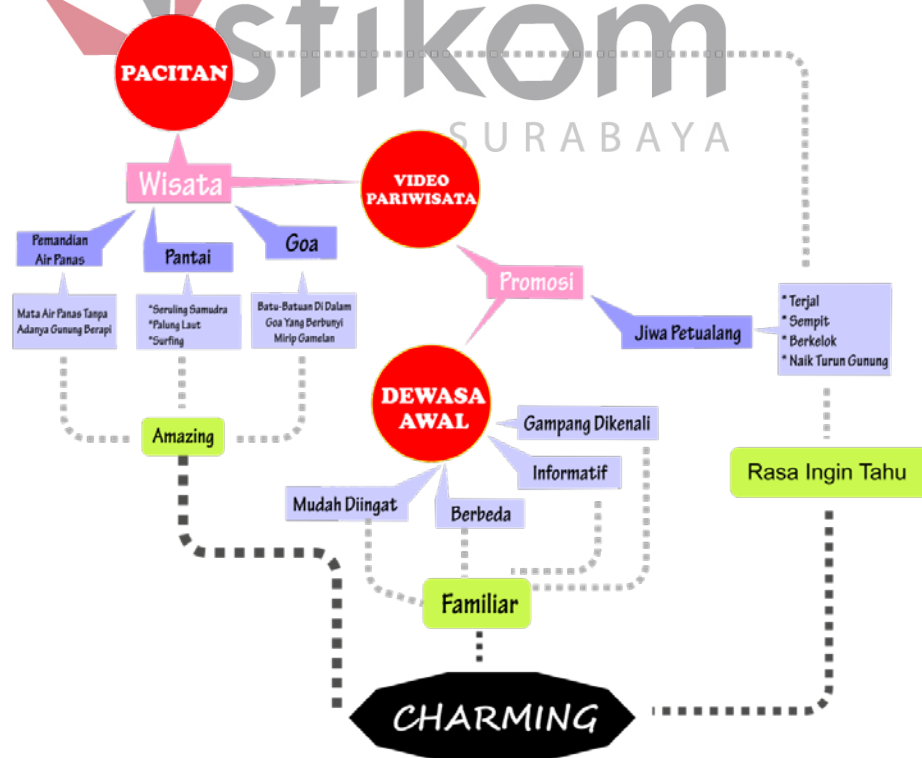 stikom
SURABAYA
PACITAN
Wisata
VIDEO
PARIWISATA
Pemandian
Air Panas
Pantai
Goa
Promosi
Mata Air Panas Tanpa
Adanya Gunung Berapi
*Seruling Samudra
*Palung Laut
*Surfing
Batu-Batuan Di Dalam
Goa Yang Berbunyi
Mirip Gamelan
Jiwa Petualang
* Terjal
* Sempit
* Berkelok
* Naik Turun Gunung
DEWASA
AWAL
Amazing
Gampang Dikenali
Informatif
Mudah Diingat
Berbeda
Rasa Ingin Tahu
Familiar
CHARMING